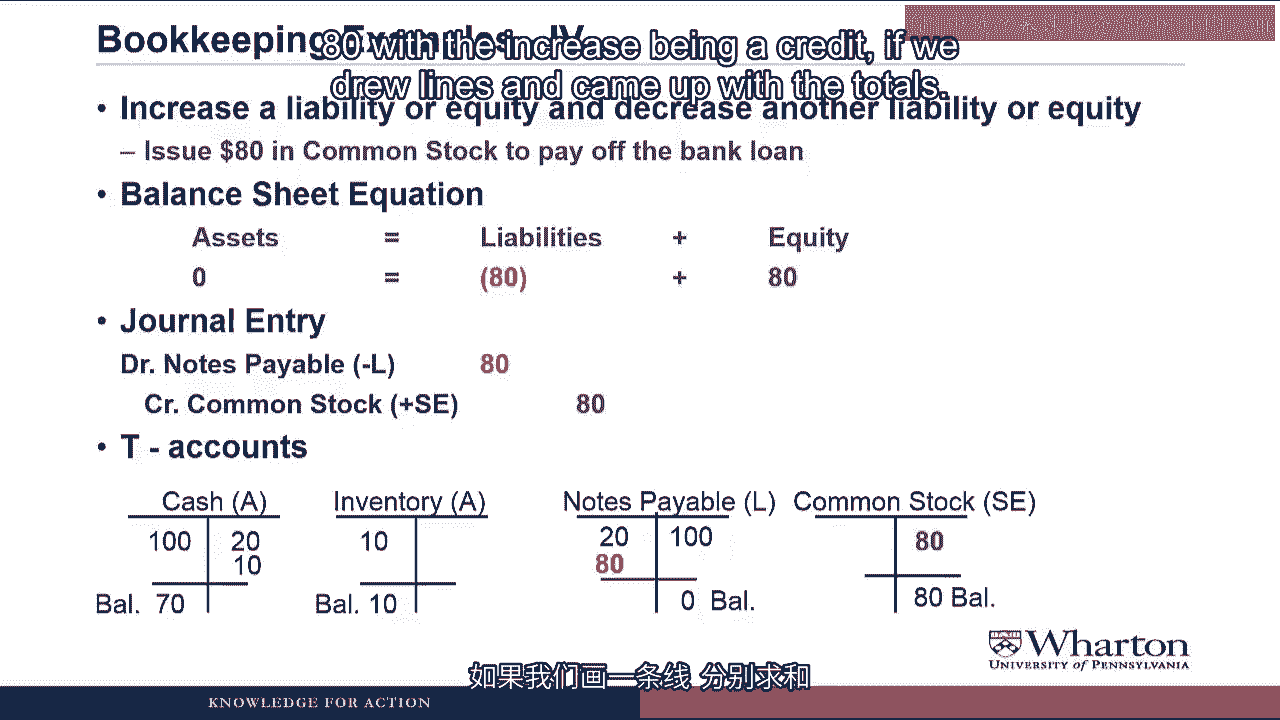 Bookkeeping Examples - IV
80 with the increase being a credit, if we
drew lines and came up with the totals.
• Increase a liability or equity and decrease another liability or equity
– Issue $80 in Common Stock to pay off the bank loan
• Balance Sheet Equation
Assets = Liabilities + Equity
0 = (80) + 80
• Journal Entry
Dr. Notes Payable (-L) 80
Cr. Common Stock (+SE) 80
• T - accounts
Cash (A) Inventory (A) Notes Payable (L) Common Stock (SE)
100 20 10 20 100 80
10 80
Bal. 70 Bal. 10 0 Bal. 80 Bal.
Wharton
UNIVERSITY of PENNSYLVANIA
如果我们画一条线 分别求和
KNOWLEDGE FOR ACTION